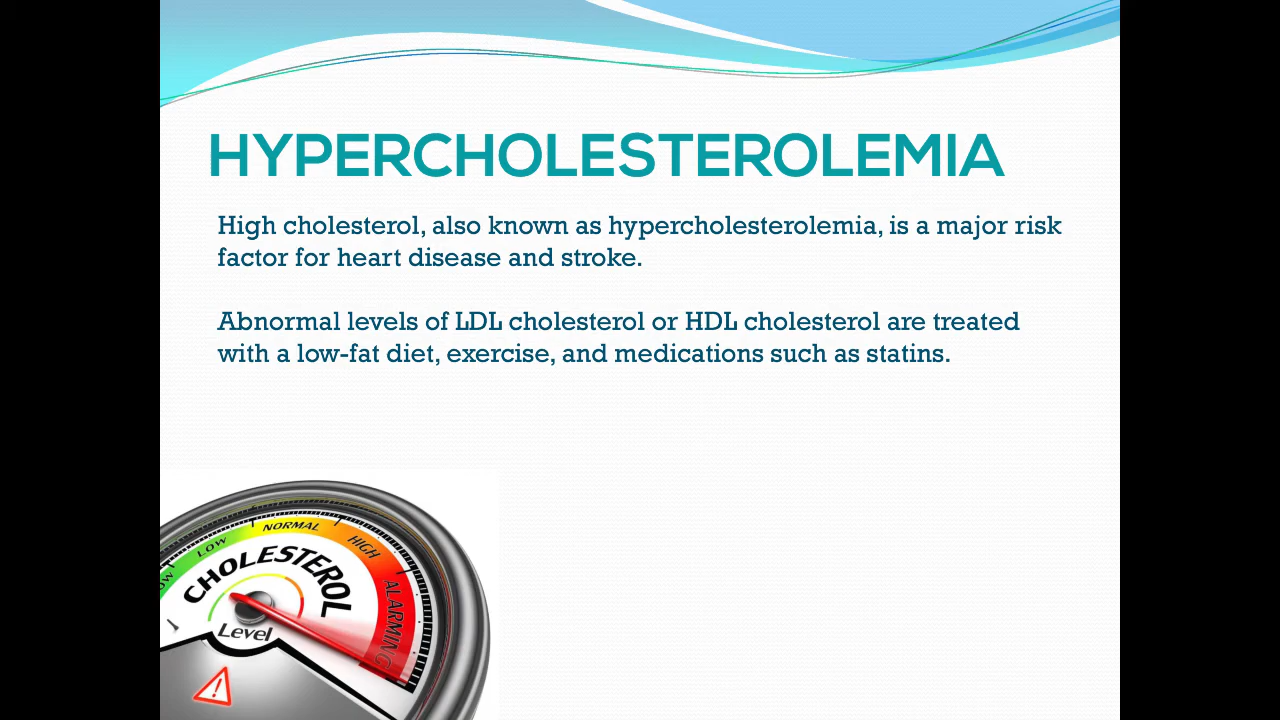 HYPERCHOLESTEROLEMIA
High cholesterol, also known as hypercholesterolemia, is a major risk
factor for heart disease and stroke.
Abnormal levels of LDL cholesterol or HDL cholesterol are treated
with a low-fat diet, exercise, and medications such as statins.
LOW
NORMAL
HIGH
ALARMING
CHOLESTEROL
Level